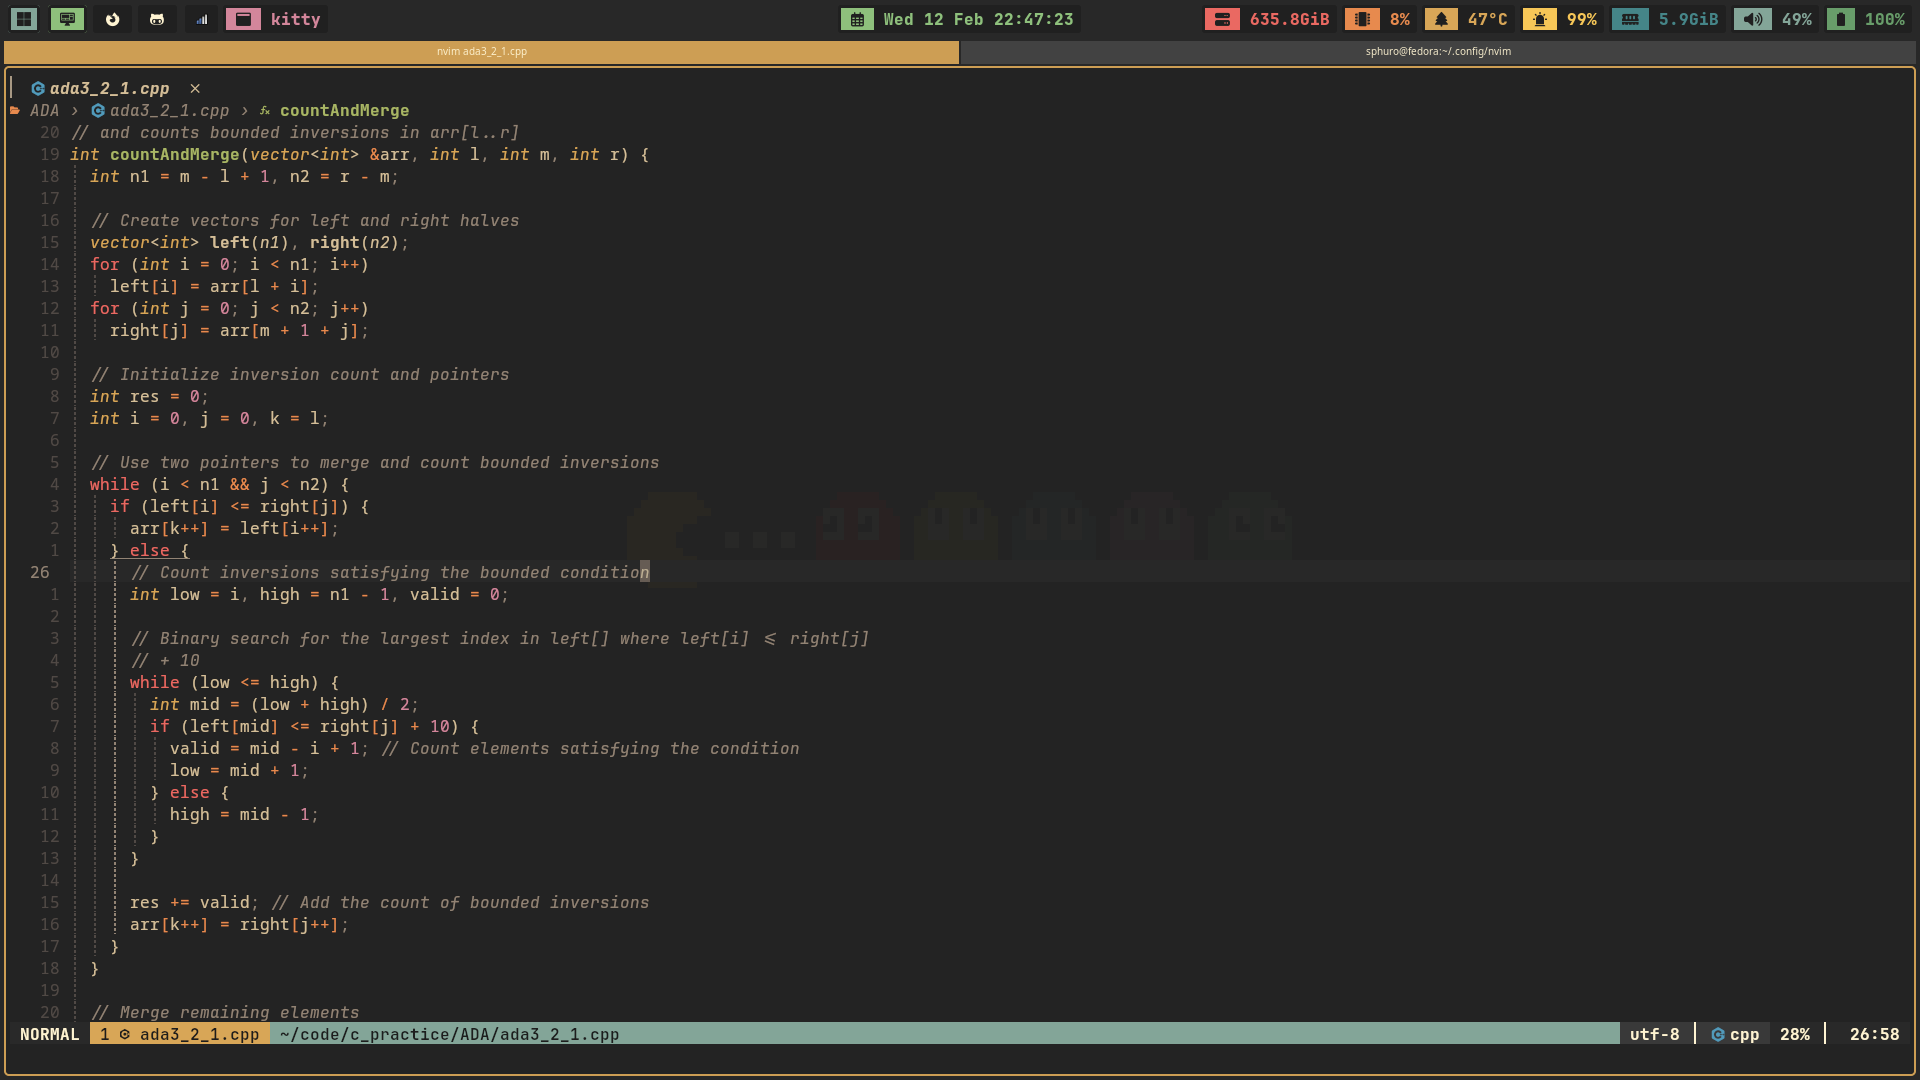 kitty
Wed 12 Feb 22:47:23
635.8GiB 8% 47°C 99% 5.9GiB 49% 100%
nvim ada3_2_1.cpp
sphuro@fedora:~/.config/nvim
ada3_2_1.cpp ×
ADA › ada3_2_1.cpp › countAndMerge
20 // and counts bounded inversions in arr[l..r]
19 int countAndMerge(vector<int> &arr, int l, int m, int r) {
18 int n1 = m - l + 1, n2 = r - m;
17
16 // Create vectors for left and right halves
15 vector<int> left(n1), right(n2);
14 for (int i = 0; i < n1; i++)
13 left[i] = arr[l + i];
12 for (int j = 0; j < n2; j++)
11 right[j] = arr[m + 1 + j];
10
9 // Initialize inversion count and pointers
8 int res = 0;
7 int i = 0, j = 0, k = l;
6
5 // Use two pointers to merge and count bounded inversions
4 while (i < n1 && j < n2) {
3 if (left[i] <= right[j]) {
2 arr[k++] = left[i++];
1 } else {
26 // Count inversions satisfying the bounded condition
1 int low = i, high = n1 - 1, valid = 0;
2
3 // Binary search for the largest index in left[] where left[i] <= right[j]
4 // + 10
5 while (low <= high) {
6 int mid = (low + high) / 2;
7 if (left[mid] <= right[j] + 10) {
8 valid = mid - i + 1; // Count elements satisfying the condition
9 low = mid + 1;
10 } else {
11 high = mid - 1;
12 }
13 }
14
15 res += valid; // Add the count of bounded inversions
16 arr[k++] = right[j++];
17 }
18 }
19
20 // Merge remaining elements
NORMAL 1 ada3_2_1.cpp ~/code/c_practice/ADA/ada3_2_1.cpp utf-8 cpp 28% 26:58